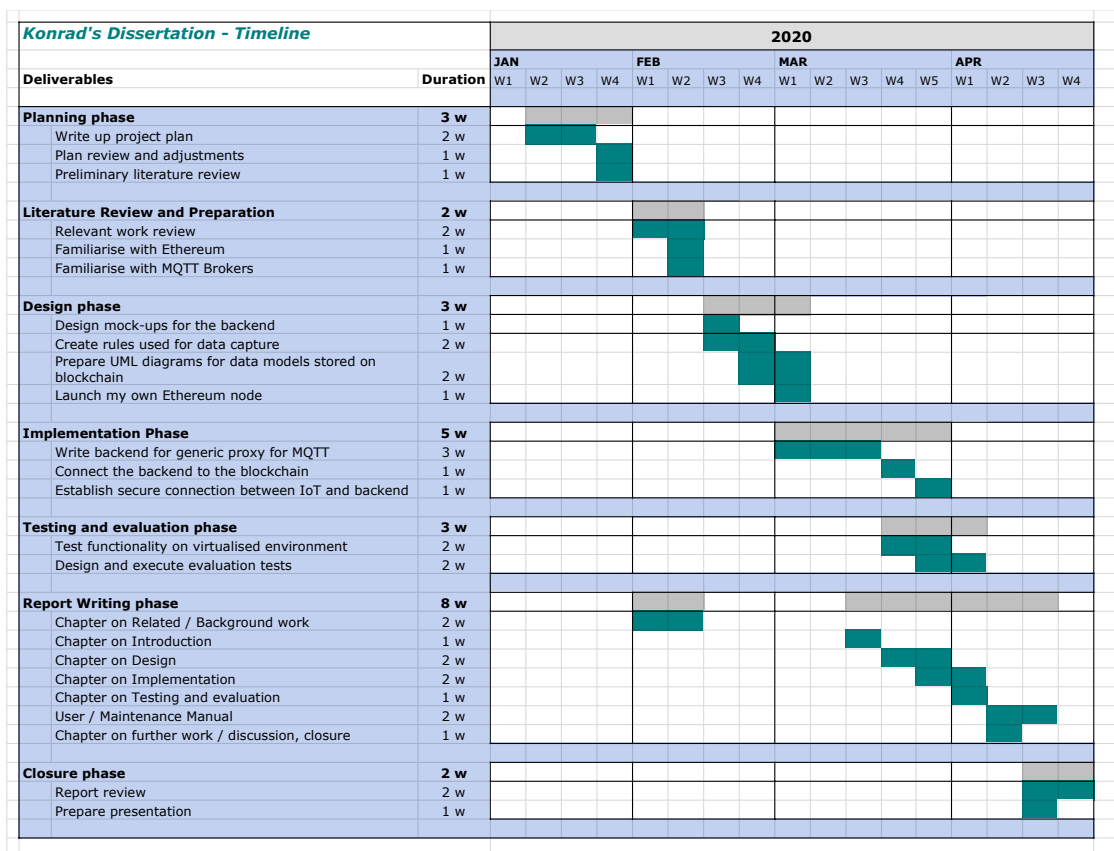 Konrad's Dissertation - Timeline
2020
JAN FEB MAR APR
Deliverables Duration W1 W2 W3 W4 W1 W2 W3 W4 W1 W2 W3 W4 W5 W1 W2 W3 W4
Planning phase 3 w
Write up project plan 2 w
Plan review and adjustments 1 w
Preliminary literature review 1 w
Literature Review and Preparation 2 w
Relevant work review 2 w
Familiarise with Ethereum 1 w
Familiarise with MQTT Brokers 1 w
Design phase 3 w
Design mock-ups for the backend 1 w
Create rules used for data capture 2 w
Prepare UML diagrams for data models stored on
blockchain 2 w
Launch my own Ethereum node 1 w
Implementation Phase 5 w
Write backend for generic proxy for MQTT 3 w
Connect the backend to the blockchain 1 w
Establish secure connection between IoT and backend 1 w
Testing and evaluation phase 3 w
Test functionality on virtualised environment 2 w
Design and execute evaluation tests 2 w
Report Writing phase 8 w
Chapter on Related / Background work 2 w
Chapter on Introduction 1 w
Chapter on Design 2 w
Chapter on Implementation 2 w
Chapter on Testing and evaluation 1 w
User / Maintenance Manual 2 w
Chapter on further work / discussion, closure 1 w
Closure phase 2 w
Report review 2 w
Prepare presentation 1 w